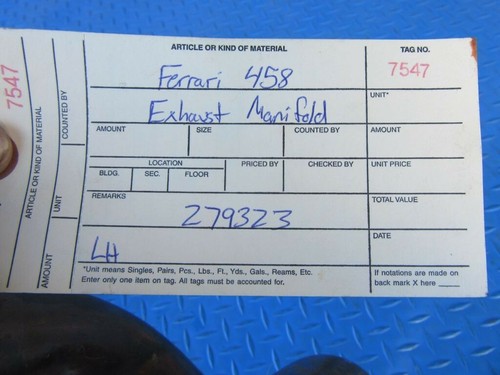 7547
ARTICLE OR KIND OF MATERIAL
COUNTED BY
UNIT
AMOUNT
ARTICLE OR KIND OF MATERIAL
TAG NO.
Ferrari 458
7547
UNIT*
Exhaust Manifold
AMOUNT SIZE COUNTED BY AMOUNT
LOCATION PRICED BY CHECKED BY UNIT PRICE
BLDG. SEC. FLOOR
REMARKS
TOTAL VALUE
279323
DATE
LH
*Unit means Singles, Pairs, Pcs., Lbs., Ft., Yds., Gals., Reams, Etc.
Enter only one item on tag. All tags must be accounted for.
If notations are made on
back mark X here ____